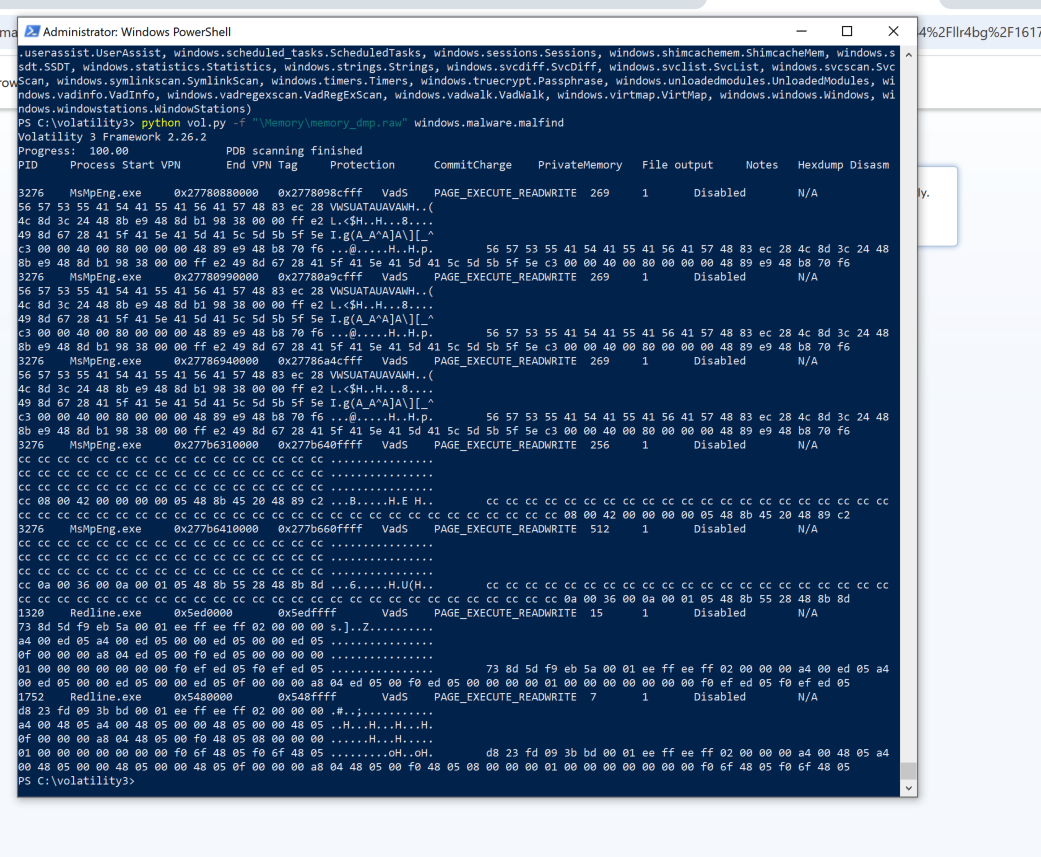 ma
Administrator: Windows PowerShell
4%2Fllr4bg%2F1617
row
ly.
.userassist.UserAssist, windows.scheduled_tasks.ScheduledTasks, windows.sessions.Sessions, windows.shimcachemem.ShimcacheMem, windows.s
sdt.SSDT, windows.statistics.Statistics, windows.strings.Strings, windows.svcdiff.SvcDiff, windows.svclist.SvcList, windows.svcscan.Svc
Scan, windows.symlinkscan.SymlinkScan, windows.timers.Timers, windows.truecrypt.Passphrase, windows.unloadedmodules.UnloadedModules, wi
ndows.vadinfo.VadInfo, windows.vadregexscan.VadRegExScan, windows.vadwalk.VadWalk, windows.virtmap.VirtMap, windows.windows.Windows, wi
ndows.windowstations.WindowStations)
PS C:\volatility3> python vol.py -f "\Memory\memory_dmp.raw" windows.malware.malfind
Volatility 3 Framework 2.26.2
Progress:  100.00               PDB scanning finished
PID     Process Start VPN       End VPN Tag     Protection      CommitCharge    PrivateMemory   File output     Notes   Hexdump Disasm
3276    MsMpEng.exe     0x27780880000   0x2778098cfff   VadS    PAGE_EXECUTE_READWRITE  269     1       Disabled        N/A
56 57 53 55 41 54 41 55 41 56 41 57 48 83 ec 28 VWSUATAUAVAWH..(
4c 8d 3c 24 48 8b e9 48 8d b1 98 38 00 00 ff e2 L.<$H..H...8....
49 8d 67 28 41 5f 41 5e 41 5d 41 5c 5d 5b 5f 5e I.g(A_A^A]A\][_^
c3 00 00 40 00 80 00 00 00 48 89 e9 48 b8 70 f6 ...@.....H..H.p.        56 57 53 55 41 54 41 55 41 56 41 57 48 83 ec 28 4c 8d 3c 24 48
8b e9 48 8d b1 98 38 00 00 ff e2 49 8d 67 28 41 5f 41 5e 41 5d 41 5c 5d 5b 5f 5e c3 00 00 40 00 80 00 00 00 48 89 e9 48 b8 70 f6
3276    MsMpEng.exe     0x27780990000   0x27780a9cfff   VadS    PAGE_EXECUTE_READWRITE  269     1       Disabled        N/A
56 57 53 55 41 54 41 55 41 56 41 57 48 83 ec 28 VWSUATAUAVAWH..(
4c 8d 3c 24 48 8b e9 48 8d b1 98 38 00 00 ff e2 L.<$H..H...8....
49 8d 67 28 41 5f 41 5e 41 5d 41 5c 5d 5b 5f 5e I.g(A_A^A]A\][_^
c3 00 00 40 00 80 00 00 00 48 89 e9 48 b8 70 f6 ...@.....H..H.p.        56 57 53 55 41 54 41 55 41 56 41 57 48 83 ec 28 4c 8d 3c 24 48
8b e9 48 8d b1 98 38 00 00 ff e2 49 8d 67 28 41 5f 41 5e 41 5d 41 5c 5d 5b 5f 5e c3 00 00 40 00 80 00 00 00 48 89 e9 48 b8 70 f6
3276    MsMpEng.exe     0x27786940000   0x27786a4cfff   VadS    PAGE_EXECUTE_READWRITE  269     1       Disabled        N/A
56 57 53 55 41 54 41 55 41 56 41 57 48 83 ec 28 VWSUATAUAVAWH..(
4c 8d 3c 24 48 8b e9 48 8d b1 98 38 00 00 ff e2 L.<$H..H...8....
49 8d 67 28 41 5f 41 5e 41 5d 41 5c 5d 5b 5f 5e I.g(A_A^A]A\][_^
c3 00 00 40 00 80 00 00 00 48 89 e9 48 b8 70 f6 ...@.....H..H.p.        56 57 53 55 41 54 41 55 41 56 41 57 48 83 ec 28 4c 8d 3c 24 48
8b e9 48 8d b1 98 38 00 00 ff e2 49 8d 67 28 41 5f 41 5e 41 5d 41 5c 5d 5b 5f 5e c3 00 00 40 00 80 00 00 00 48 89 e9 48 b8 70 f6
3276    MsMpEng.exe     0x277b6310000   0x277b640ffff   VadS    PAGE_EXECUTE_READWRITE  256     1       Disabled        N/A
cc cc cc cc cc cc cc cc cc cc cc cc cc cc cc cc ................
cc cc cc cc cc cc cc cc cc cc cc cc cc cc cc cc ................
cc cc cc cc cc cc cc cc cc cc cc cc cc cc cc cc ................
cc 08 00 42 00 00 00 00 05 48 8b 45 20 48 89 c2 ...B.....H.E H..        cc cc cc cc cc cc cc cc cc cc cc cc cc cc cc cc cc cc cc cc cc
cc cc cc cc cc cc cc cc cc cc cc cc cc cc cc cc cc cc cc cc cc cc cc cc cc cc cc cc 08 00 42 00 00 00 00 05 48 8b 45 20 48 89 c2
3276    MsMpEng.exe     0x277b6410000   0x277b660ffff   VadS    PAGE_EXECUTE_READWRITE  512     1       Disabled        N/A
cc cc cc cc cc cc cc cc cc cc cc cc cc cc cc cc ................
cc cc cc cc cc cc cc cc cc cc cc cc cc cc cc cc ................
cc cc cc cc cc cc cc cc cc cc cc cc cc cc cc cc ................
cc 0a 00 36 00 0a 00 01 05 48 8b 55 28 48 8b 8d ...6.....H.U(H..        cc cc cc cc cc cc cc cc cc cc cc cc cc cc cc cc cc cc cc cc cc
cc cc cc cc cc cc cc cc cc cc cc cc cc cc cc cc cc cc cc cc cc cc cc cc cc cc cc cc 0a 00 36 00 0a 00 01 05 48 8b 55 28 48 8b 8d
1320    Redline.exe     0x5ed0000       0x5edffff       VadS    PAGE_EXECUTE_READWRITE  15      1       Disabled        N/A
73 8d 5d f9 eb 5a 00 01 ee ff ee ff 02 00 00 00 s.]..Z..........
a4 00 ed 05 a4 00 ed 05 00 00 ed 05 00 00 ed 05 ................
0f 00 00 00 a8 04 ed 05 00 f0 ed 05 00 00 00 00 ................
01 00 00 00 00 00 00 00 f0 ef ed 05 f0 ef ed 05 ................        73 8d 5d f9 eb 5a 00 01 ee ff ee ff 02 00 00 00 a4 00 ed 05 a4
00 ed 05 00 00 ed 05 00 00 ed 05 0f 00 00 00 a8 04 ed 05 00 f0 ed 05 00 00 00 00 01 00 00 00 00 00 00 00 f0 ef ed 05 f0 ef ed 05
1752    Redline.exe     0x5480000       0x548ffff       VadS    PAGE_EXECUTE_READWRITE  7       1       Disabled        N/A
d8 23 fd 09 3b bd 00 01 ee ff ee ff 02 00 00 00 .#..;...........
a4 00 48 05 a4 00 48 05 00 00 48 05 00 00 48 05 ..H...H...H...H.
0f 00 00 00 a8 04 48 05 00 f0 48 05 08 00 00 00 ......H...H.....
01 00 00 00 00 00 00 00 f0 6f 48 05 f0 6f 48 05 .........oH..oH.        d8 23 fd 09 3b bd 00 01 ee ff ee ff 02 00 00 00 a4 00 48 05 a4
00 48 05 00 00 48 05 00 00 48 05 0f 00 00 00 a8 04 48 05 00 f0 48 05 08 00 00 00 01 00 00 00 00 00 00 00 f0 6f 48 05 f0 6f 48 05
PS C:\volatility3>